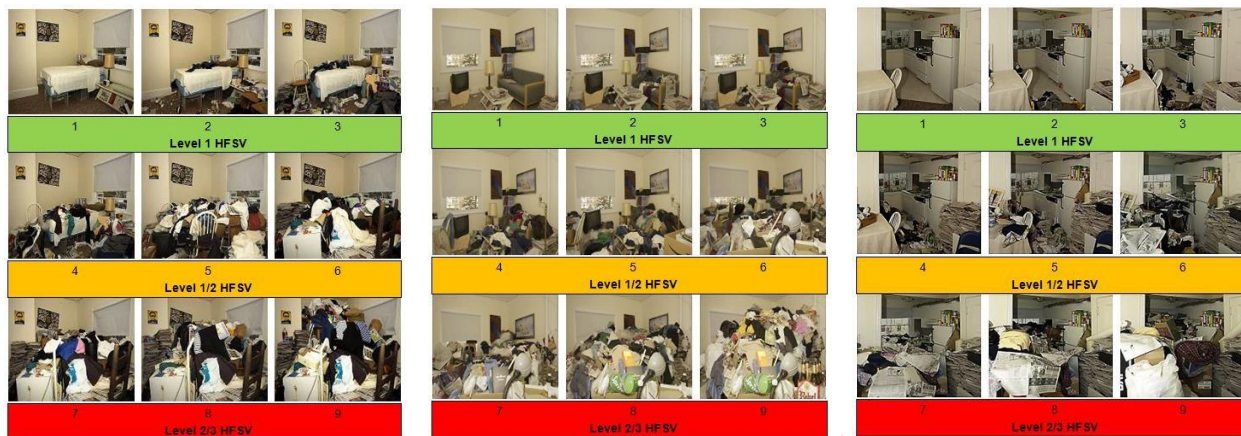 1 2 3
Level 1 HFSV
4 5 6
Level 1/2 HFSV
7 8 9
Level 2/3 HFSV
1 2 3
Level 1 HFSV
4 5 6
Level 1/2 HFSV
7 8 9
Level 2/3 HFSV
1 2 3
Level 1 HFSV
4 5 6
Level 1/2 HFSV
7 8 9
Level 2/3 HFSV